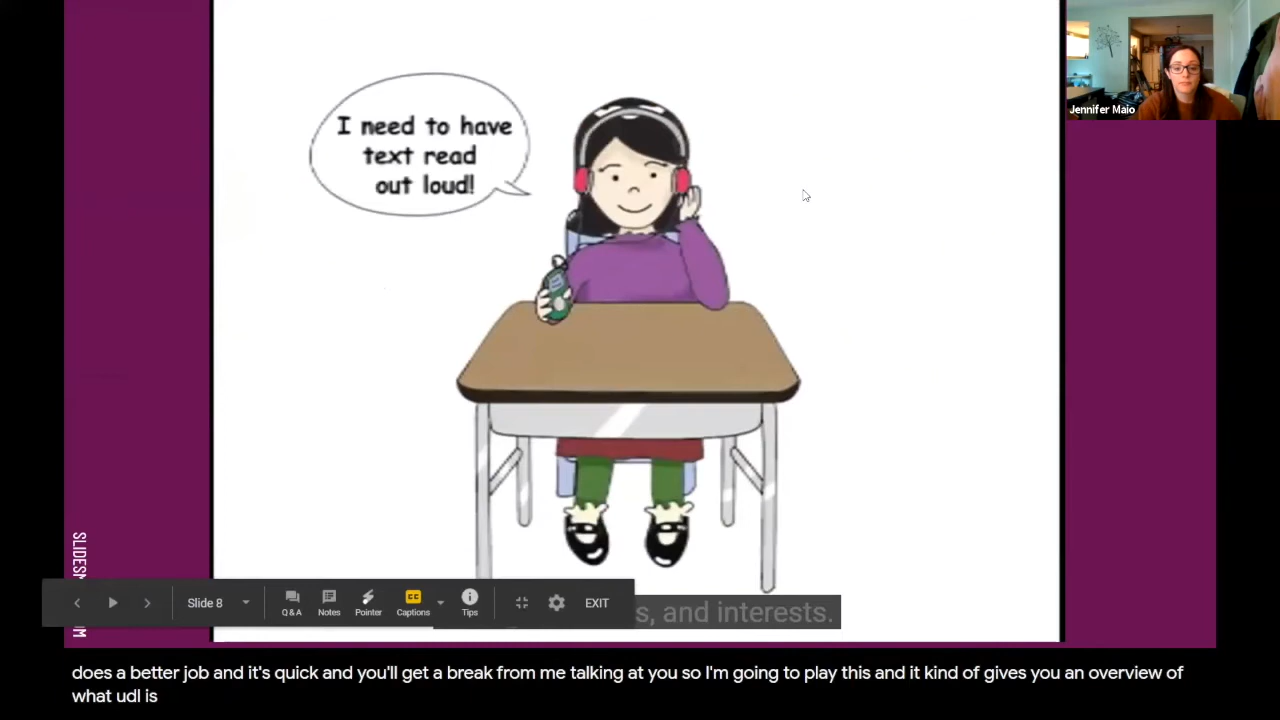 I need to have
text read
out loud!
Jennifer Maio
Slide 8
Q & A
Notes
Pointer
Captions
Tips
EXIT
s, and interests.
does a better job and it's quick and you'll get a break from me talking at you so I'm going to play this and it kind of gives you an overview of
what udl is